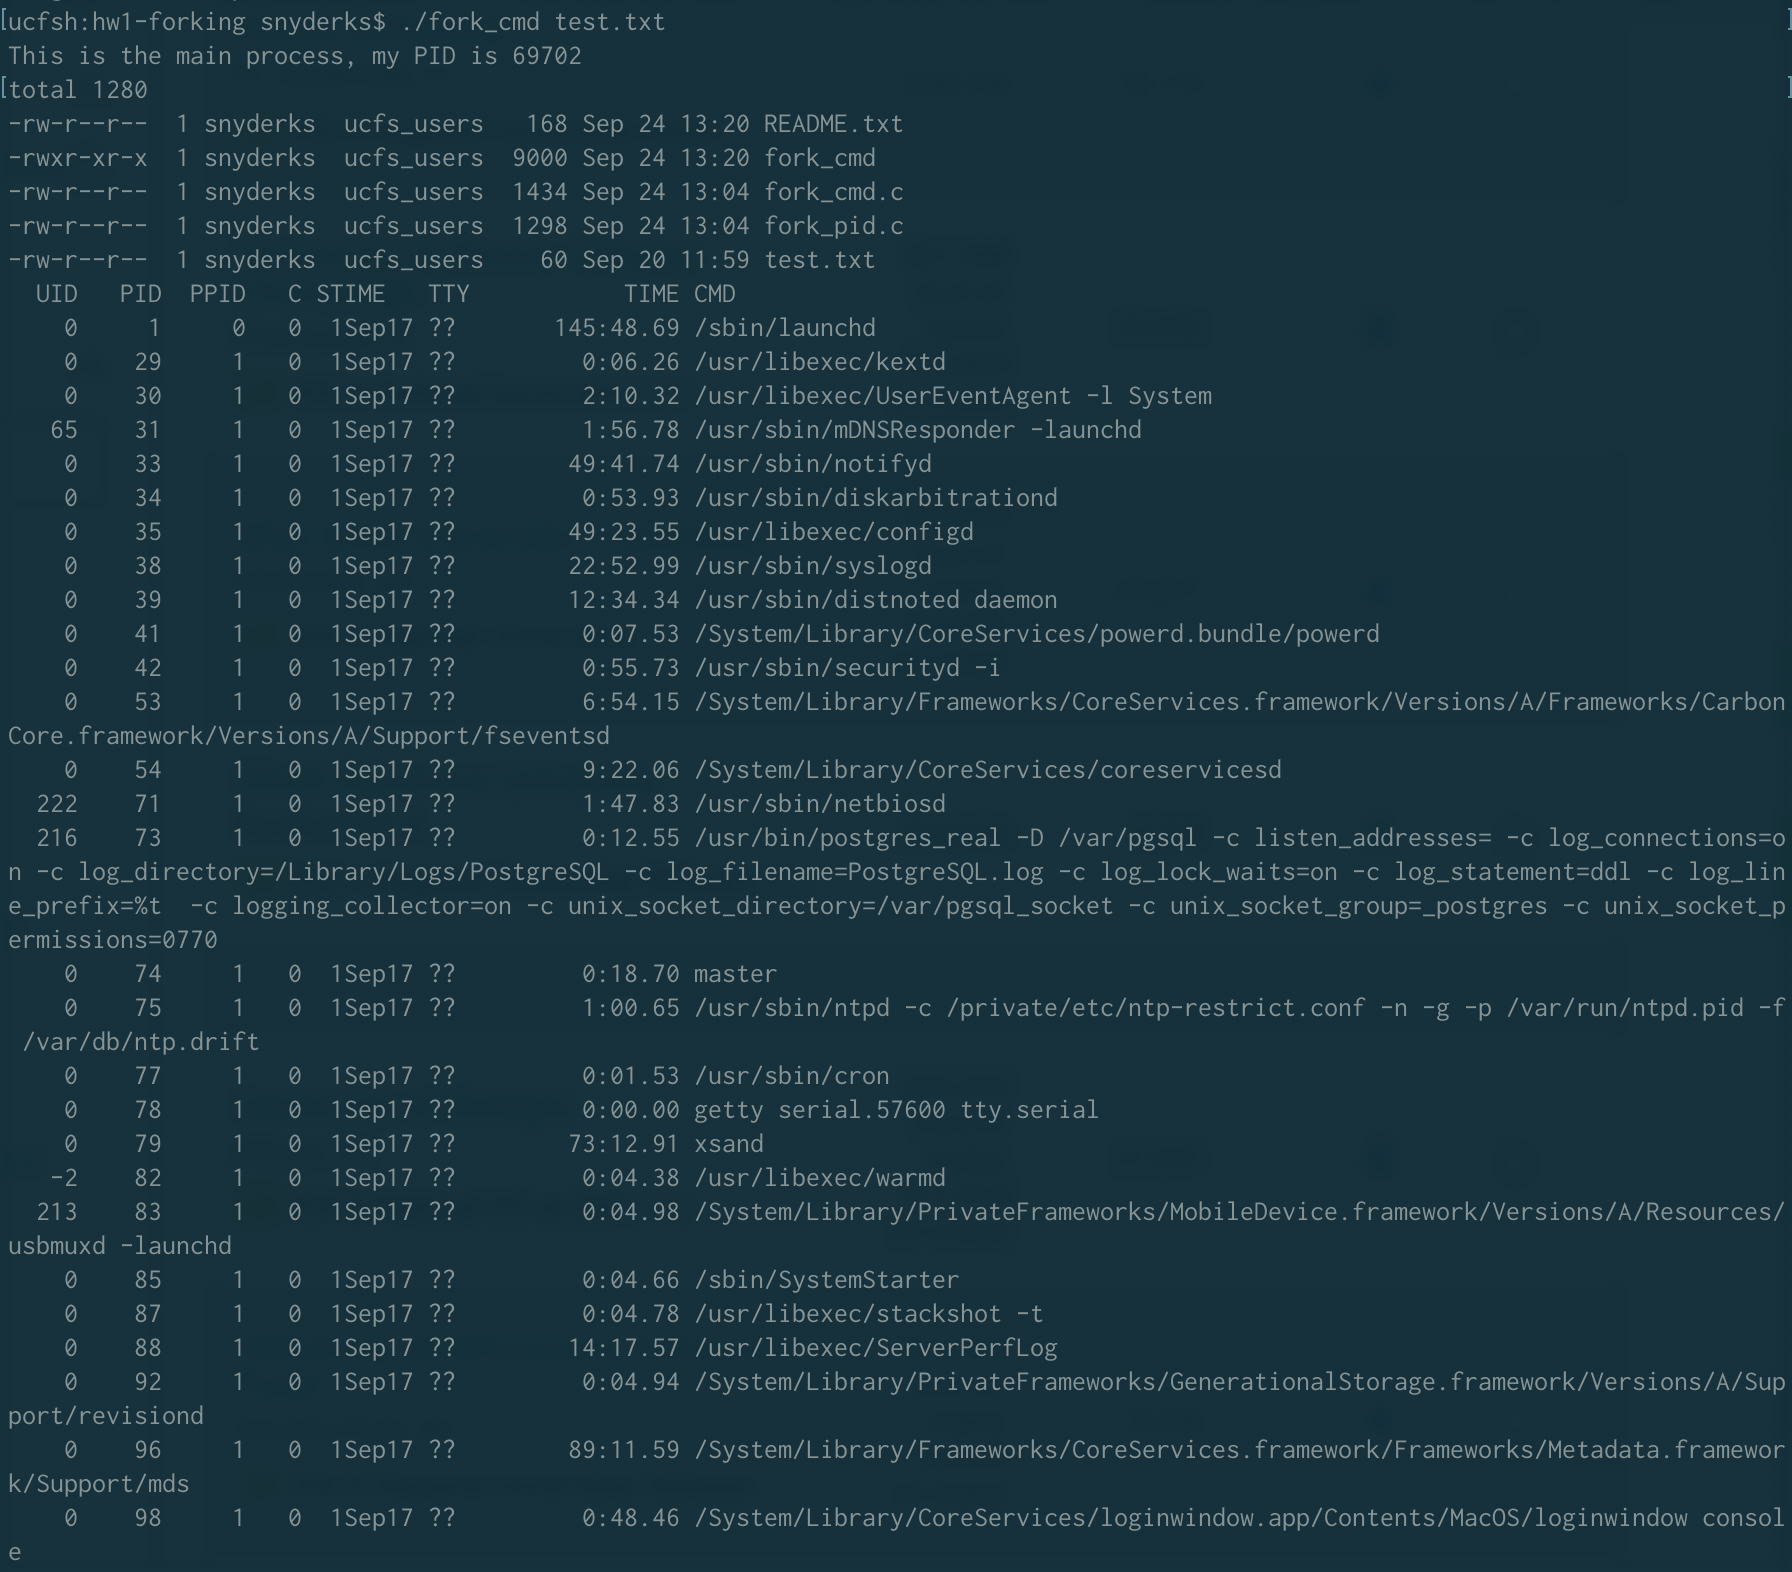 [ucfsh:hw1-forking snyderks$ ./fork_cmd test.txt ]
This is the main process, my PID is 69702
[total 1280 ]
-rw-r--r--  1 snyderks  ucfs_users   168 Sep 24 13:20 README.txt
-rwxr-xr-x  1 snyderks  ucfs_users  9000 Sep 24 13:20 fork_cmd
-rw-r--r--  1 snyderks  ucfs_users  1434 Sep 24 13:04 fork_cmd.c
-rw-r--r--  1 snyderks  ucfs_users  1298 Sep 24 13:04 fork_pid.c
-rw-r--r--  1 snyderks  ucfs_users    60 Sep 20 11:59 test.txt
  UID   PID  PPID   C STIME   TTY           TIME CMD
    0     1     0   0  1Sep17 ??       145:48.69 /sbin/launchd
    0    29     1   0  1Sep17 ??         0:06.26 /usr/libexec/kextd
    0    30     1   0  1Sep17 ??         2:10.32 /usr/libexec/UserEventAgent -l System
   65    31     1   0  1Sep17 ??         1:56.78 /usr/sbin/mDNSResponder -launchd
    0    33     1   0  1Sep17 ??        49:41.74 /usr/sbin/notifyd
    0    34     1   0  1Sep17 ??         0:53.93 /usr/sbin/diskarbitrationd
    0    35     1   0  1Sep17 ??        49:23.55 /usr/libexec/configd
    0    38     1   0  1Sep17 ??        22:52.99 /usr/sbin/syslogd
    0    39     1   0  1Sep17 ??        12:34.34 /usr/sbin/distnoted daemon
    0    41     1   0  1Sep17 ??         0:07.53 /System/Library/CoreServices/powerd.bundle/powerd
    0    42     1   0  1Sep17 ??         0:55.73 /usr/sbin/securityd -i
    0    53     1   0  1Sep17 ??         6:54.15 /System/Library/Frameworks/CoreServices.framework/Versions/A/Frameworks/Carbon
Core.framework/Versions/A/Support/fseventsd
    0    54     1   0  1Sep17 ??         9:22.06 /System/Library/CoreServices/coreservicesd
  222    71     1   0  1Sep17 ??         1:47.83 /usr/sbin/netbiosd
  216    73     1   0  1Sep17 ??         0:12.55 /usr/bin/postgres_real -D /var/pgsql -c listen_addresses= -c log_connections=o
n -c log_directory=/Library/Logs/PostgreSQL -c log_filename=PostgreSQL.log -c log_lock_waits=on -c log_statement=ddl -c log_lin
e_prefix=%t  -c logging_collector=on -c unix_socket_directory=/var/pgsql_socket -c unix_socket_group=_postgres -c unix_socket_p
ermissions=0770
    0    74     1   0  1Sep17 ??         0:18.70 master
    0    75     1   0  1Sep17 ??         1:00.65 /usr/sbin/ntpd -c /private/etc/ntp-restrict.conf -n -g -p /var/run/ntpd.pid -f
 /var/db/ntp.drift
    0    77     1   0  1Sep17 ??         0:01.53 /usr/sbin/cron
    0    78     1   0  1Sep17 ??         0:00.00 getty serial.57600 tty.serial
    0    79     1   0  1Sep17 ??        73:12.91 xsand
   -2    82     1   0  1Sep17 ??         0:04.38 /usr/libexec/warmd
  213    83     1   0  1Sep17 ??         0:04.98 /System/Library/PrivateFrameworks/MobileDevice.framework/Versions/A/Resources/
usbmuxd -launchd
    0    85     1   0  1Sep17 ??         0:04.66 /sbin/SystemStarter
    0    87     1   0  1Sep17 ??         0:04.78 /usr/libexec/stackshot -t
    0    88     1   0  1Sep17 ??        14:17.57 /usr/libexec/ServerPerfLog
    0    92     1   0  1Sep17 ??         0:04.94 /System/Library/PrivateFrameworks/GenerationalStorage.framework/Versions/A/Sup
port/revisiond
    0    96     1   0  1Sep17 ??        89:11.59 /System/Library/Frameworks/CoreServices.framework/Frameworks/Metadata.framewor
k/Support/mds
    0    98     1   0  1Sep17 ??         0:48.46 /System/Library/CoreServices/loginwindow.app/Contents/MacOS/loginwindow consol
e